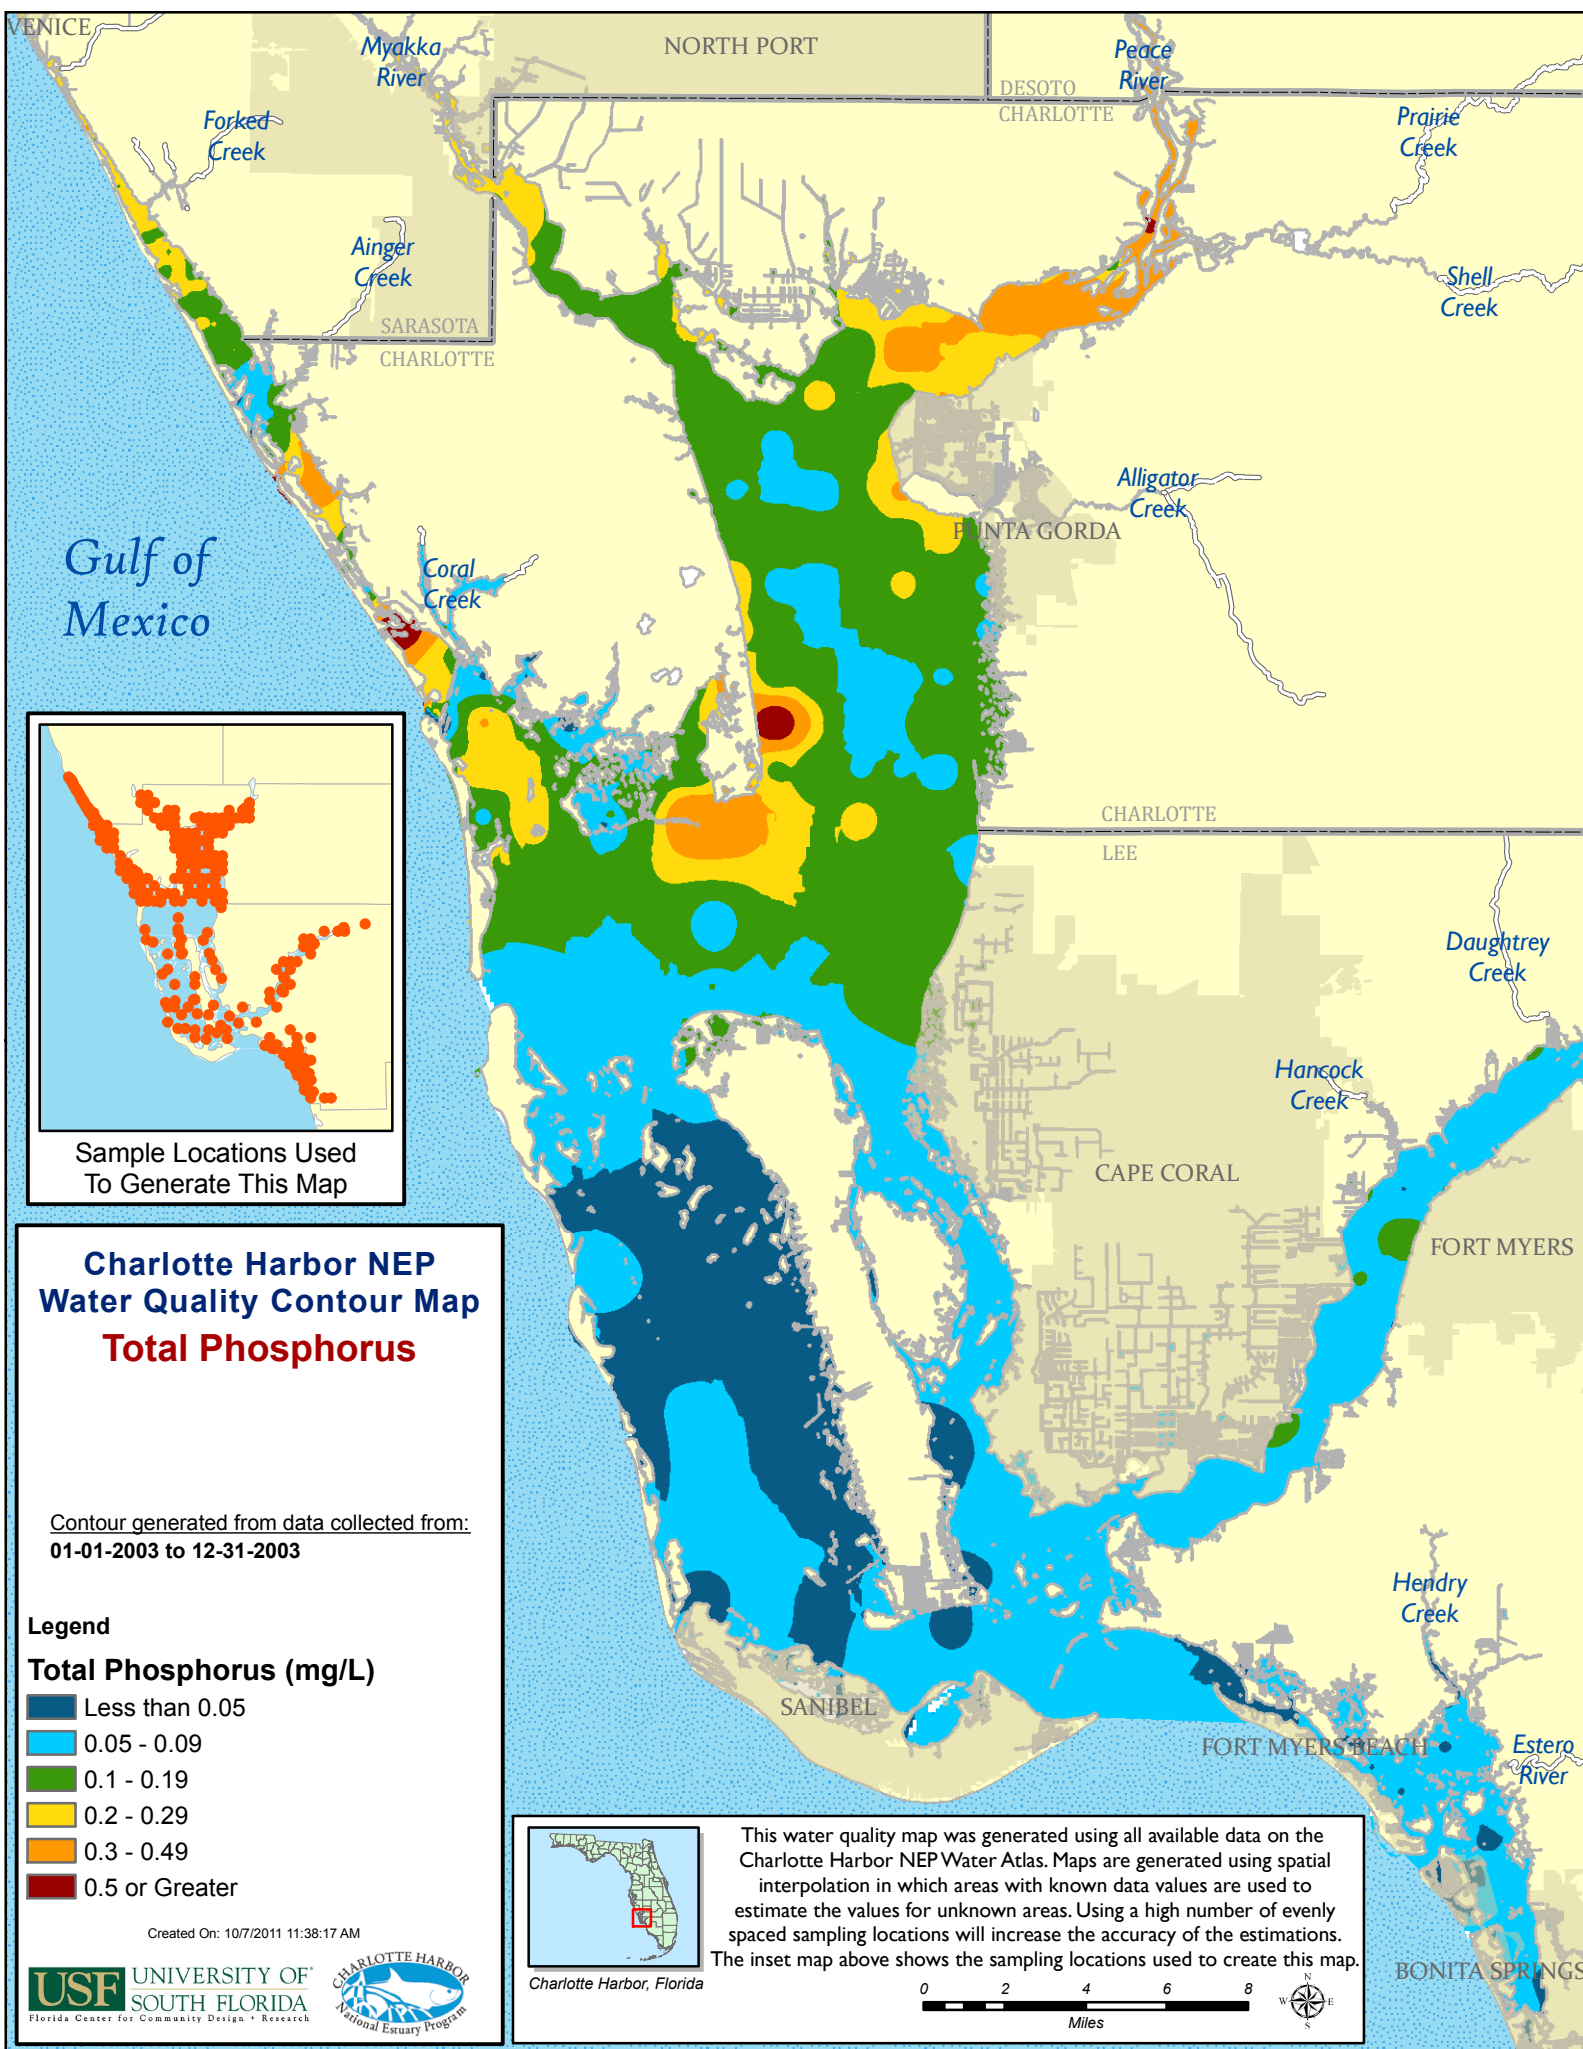 VENICE
Myakka
River
NORTH PORT
Peace
River
DESOTO
CHARLOTTE
Forked
Creek
Prairie
Creek
Ainger
Creek
Shell
Creek
SARASOTA
CHARLOTTE
Alligator
Creek
PUNTA GORDA
Gulf of
Mexico
Coral
Creek
CHARLOTTE
LEE
Daughtrey
Creek
Hancock
Creek
CAPE CORAL
FORT MYERS
Hendry
Creek
SANIBEL
FORT MYERS BEACH
Estero
River
BONITA SPRINGS
Sample Locations Used
To Generate This Map
Charlotte Harbor NEP
Water Quality Contour Map
Total Phosphorus
Contour generated from data collected from:
01-01-2003 to 12-31-2003
Legend
Total Phosphorus (mg/L)
Less than 0.05
0.05 - 0.09
0.1 - 0.19
0.2 - 0.29
0.3 - 0.49
0.5 or Greater
Created On: 10/7/2011 11:38:17 AM
USF UNIVERSITY OF
SOUTH FLORIDA
Florida Center for Community Design + Research
CHARLOTTE HARBOR
National Estuary Program
Charlotte Harbor, Florida
This water quality map was generated using all available data on the
Charlotte Harbor NEP Water Atlas. Maps are generated using spatial
interpolation in which areas with known data values are used to
estimate the values for unknown areas. Using a high number of evenly
spaced sampling locations will increase the accuracy of the estimations.
The inset map above shows the sampling locations used to create this map.
0 2 4 6 8
Miles
N
W E
S